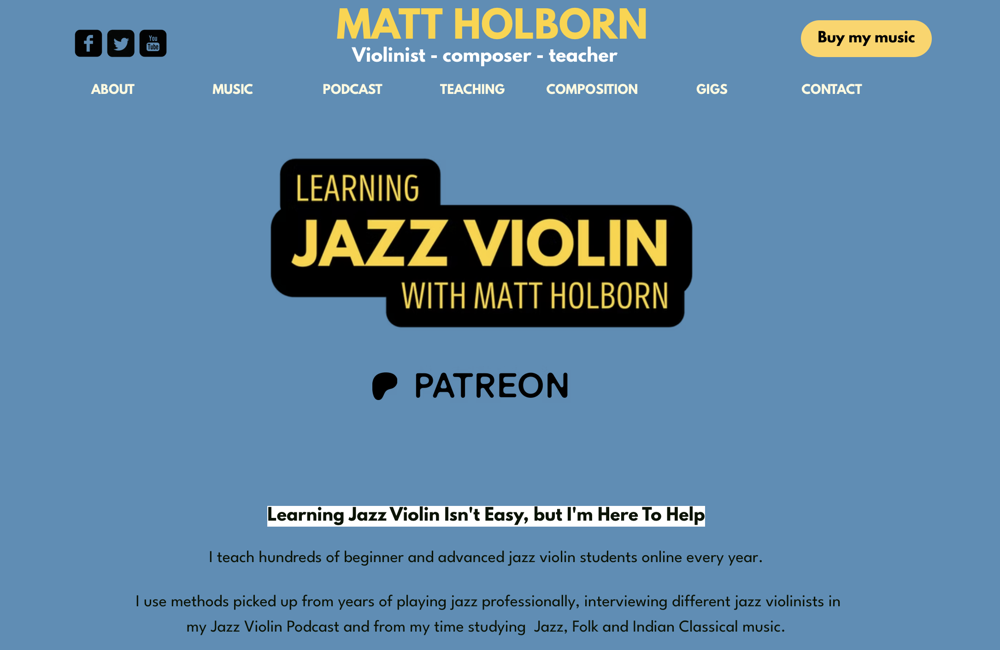 MATT HOLBORN
Violinist - composer - teacher
You
Tube
Buy my music
ABOUT MUSIC PODCAST TEACHING COMPOSITION GIGS CONTACT
LEARNING
JAZZ VIOLIN
WITH MATT HOLBORN
PATREON
Learning Jazz Violin Isn't Easy, but I'm Here To Help
I teach hundreds of beginner and advanced jazz violin students online every year.
I use methods picked up from years of playing jazz professionally, interviewing different jazz violinists in
my Jazz Violin Podcast and from my time studying  Jazz, Folk and Indian Classical music.